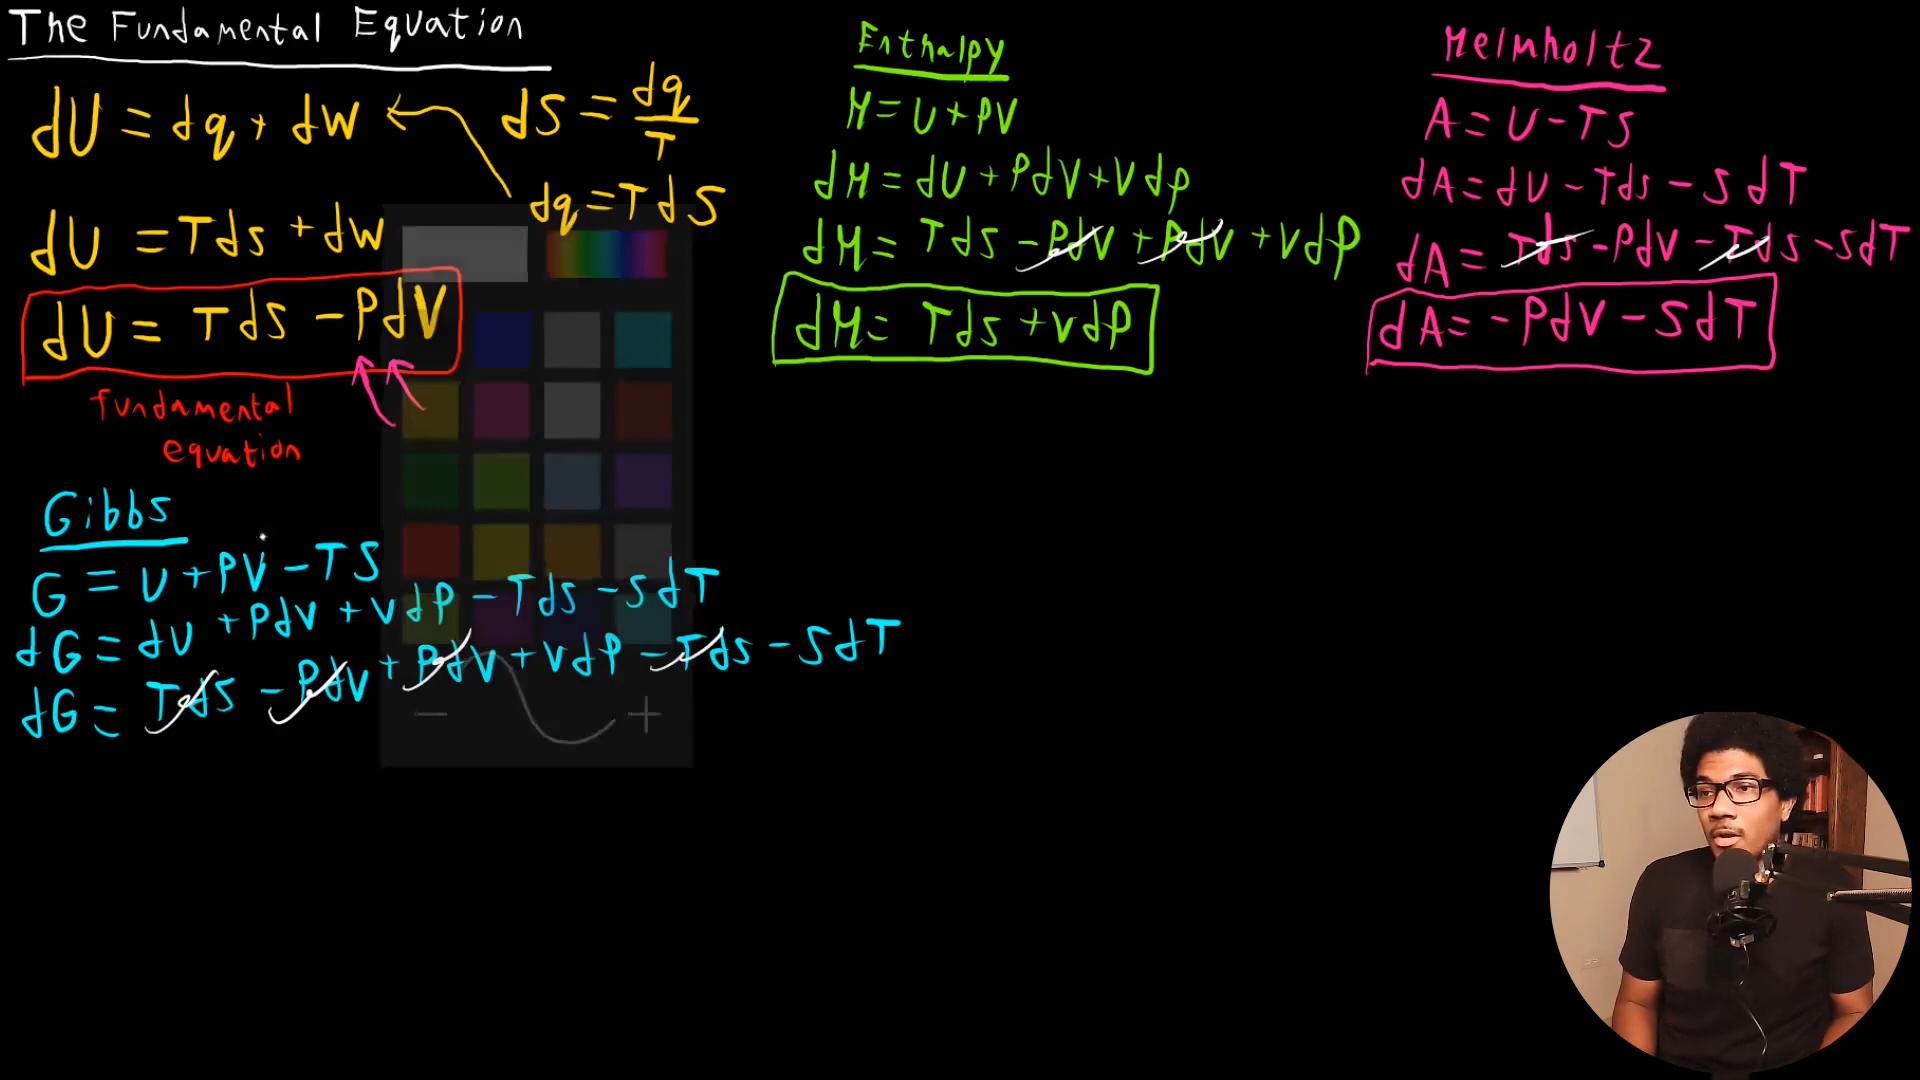 The Fundamental Equation
dU = dq + dW
dS = dq/T
dq = TdS
dU = TdS + dW
dU = TdS - PdV
fundamental
equation
Enthalpy
H = U + PV
dH = dU + PdV + VdP
dH = TdS - PdV + PdV + VdP
dH = TdS + VdP
Helmholtz
A = U - TS
dA = dU - TdS - SdT
dA = TdS - PdV - TdS - SdT
dA = -PdV - SdT
Gibbs
G = U + PV - TS
dG = dU + PdV + VdP - TdS - SdT
dG = TdS - PdV + PdV + VdP - TdS - SdT